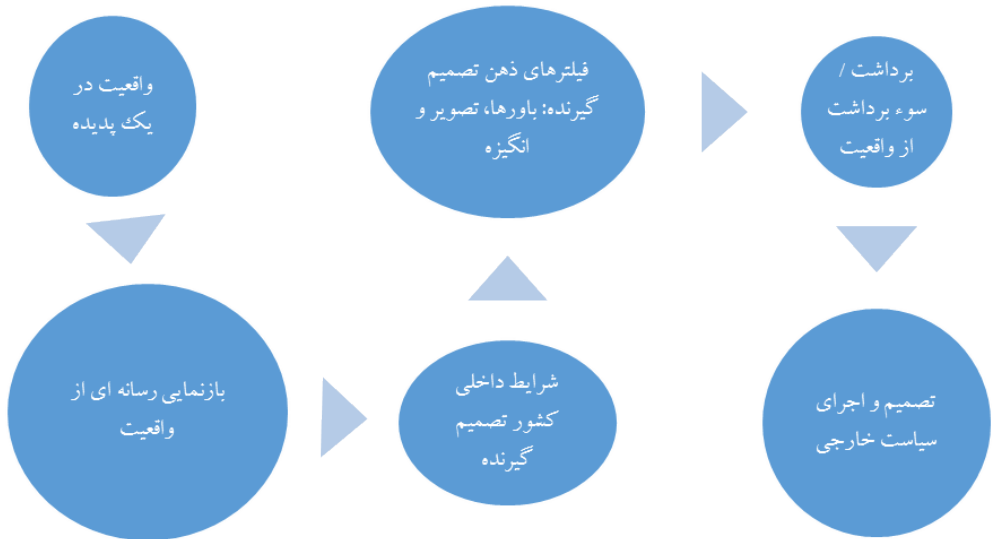 واقعیت در
یک پدیده
بازنمایی رسانه ای از
واقعیت
شرایط داخلی
کشور تصمیم
گیرنده
فیلترهای ذهن تصمیم
گیرنده: باورها، تصویر و
انگیزه
برداشت /
سوء برداشت
از واقعیت
تصمیم و اجرای
سیاست خارجی